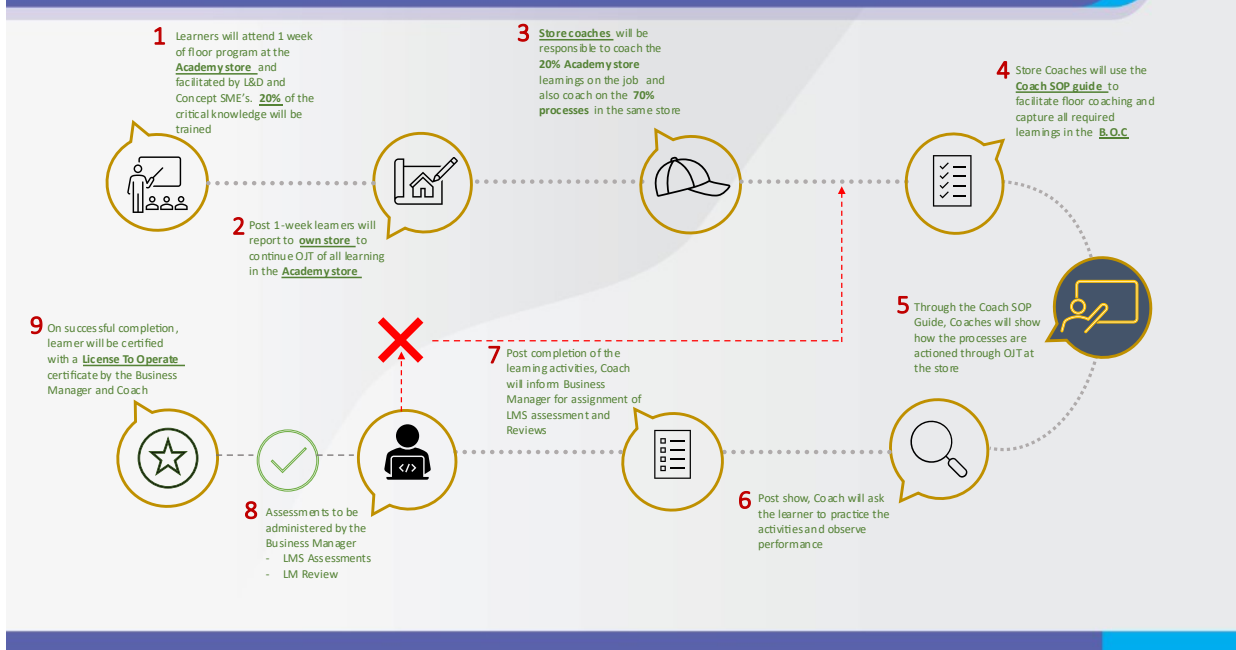 1
Learners will attend 1 week
of floor program at the
Academy store and
facilitated by L&D and
Concept SME's. 20% of the
critical knowledge will be
trained
2
Post 1-week learners will
report to own store to
continue OJT of all learning
in the Academy store
3
Store coaches will be
responsible to coach the
20% Academy store
learnings on the job and
also coach on the 70%
processes in the same store
4
Store Coaches will use the
Coach SOP guide to
facilitate floor coaching and
capture all required
learnings in the B.O.C
5
Through the Coach SOP
Guide, Coaches will show
how the processes are
actioned through OJT at
the store
6
Post show, Coach will ask
the learner to practice the
activities and observe
performance
7
Post completion of the
learning activities, Coach
will inform Business
Manager for assignment of
LMS assessment and
Reviews
8
Assessments to be
administered by the
Business Manager
- LMS Assessments
- LM Review
9
On successful completion,
learner will be certified
with a License To Operate
certificate by the Business
Manager and Coach